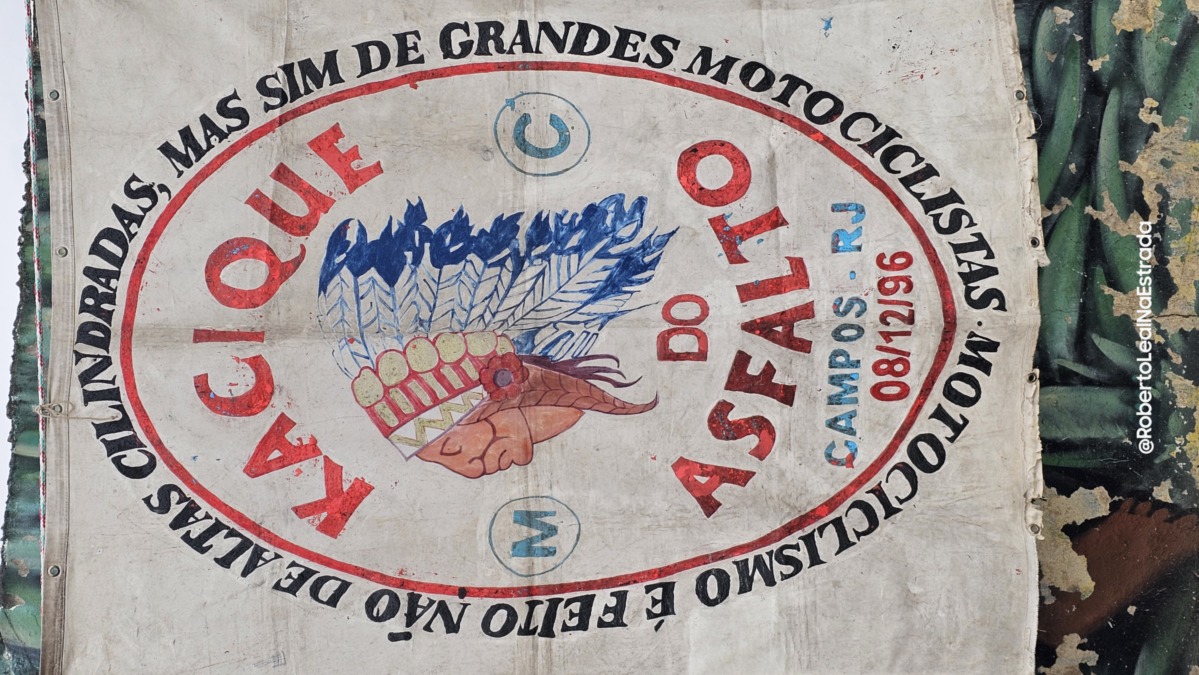 MOTOCICLISMO É FEITO NÃO DE ALTAS CILINDRADAS, MAS SIM DE GRANDES MOTOCICLISTAS.
KACIQUE
M C
DO
ASFALTO
CAMPOS - RJ
08/12/96
@RobertoLealNaEstrada